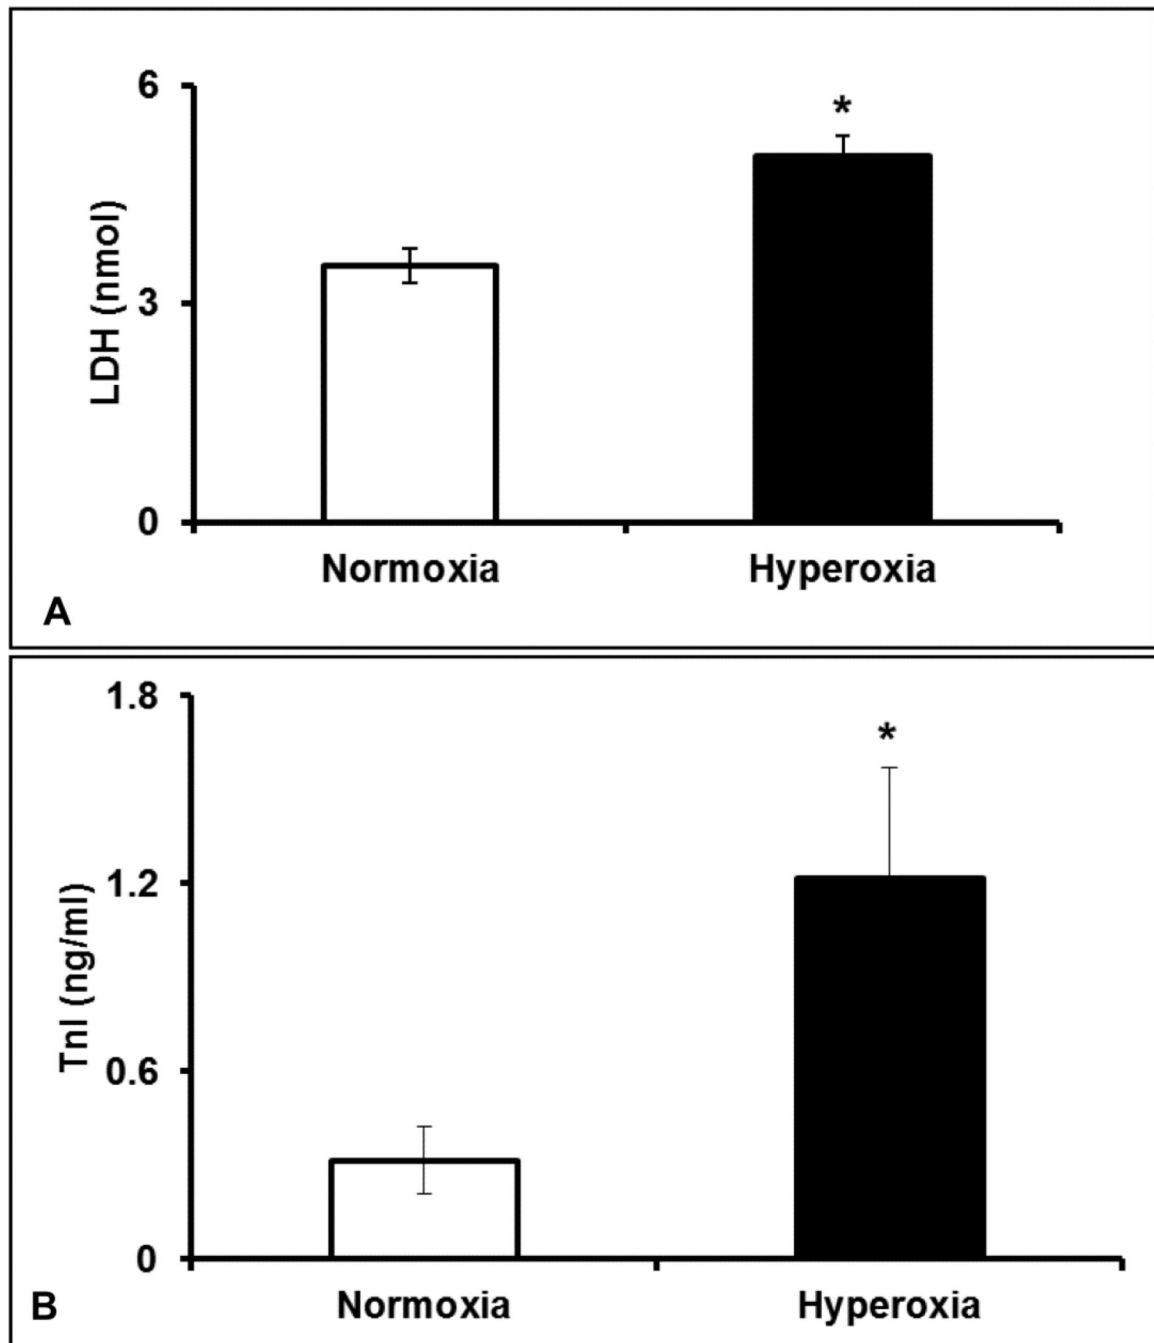 6
*
LDH (nmol)
3
0
Normoxia Hyperoxia
A
1.8
*
1.2
TnI (ng/ml)
0.6
0
B Normoxia Hyperoxia